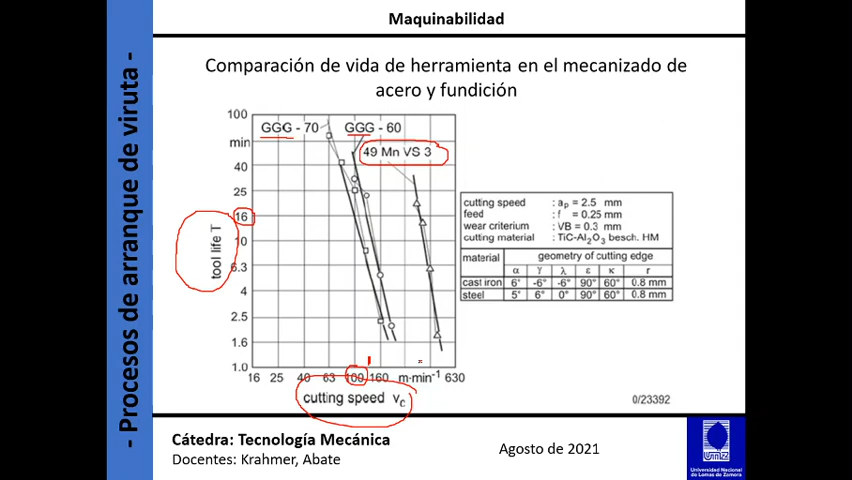 Maquinabilidad
- Procesos de arranque de viruta -
Comparación de vida de herramienta en el mecanizado de
acero y fundición
100
GGG - 70
GGG - 60
min
49 Mn VS 3
40
25
16
10
6.3
4
2.5
1.6
1.0
tool life T
16 25 40 63 100 160 m·min⁻¹ 630
cutting speed vc
cutting speed : ap = 2.5 mm
feed : f = 0.25 mm
wear criterium : VB = 0.3 mm
cutting material : TiC-Al2O3 besch. HM
material geometry of cutting edge
α γ λ ε κ r
cast iron 6° -6° -6° 90° 60° 0.8 mm
steel 5° 6° 0° 90° 60° 0.8 mm
0/23392
Cátedra: Tecnología Mecánica
Docentes: Krahmer, Abate
Agosto de 2021
Universidad Nacional
de Lomas de Zamora